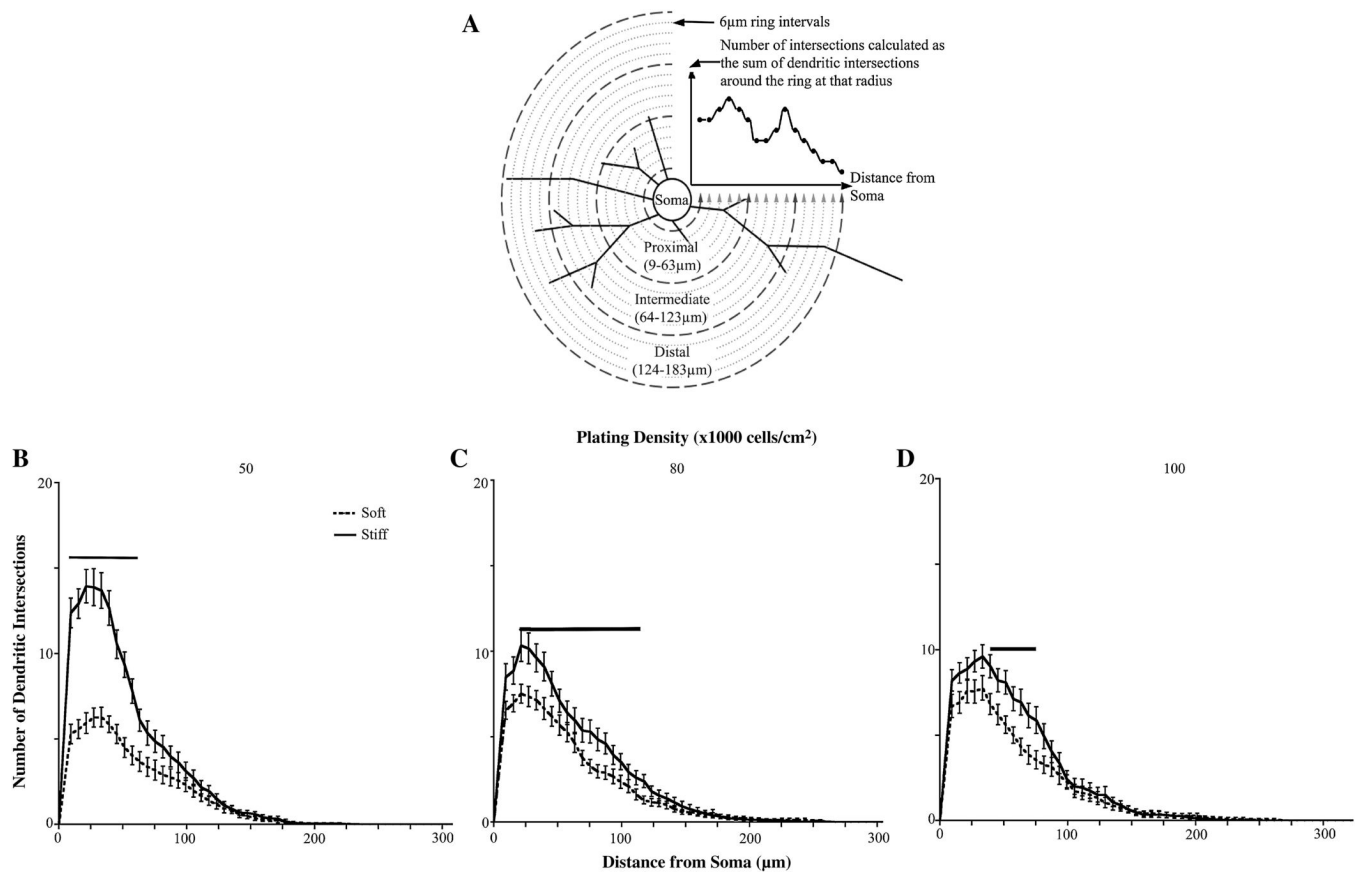 A
6µm ring intervals
Number of intersections calculated as
the sum of dendritic intersections
around the ring at that radius
Distance from
Soma
Soma
Proximal
(9-63µm)
Intermediate
(64-123µm)
Distal
(124-183µm)
Plating Density (x1000 cells/cm²)
B
50
C
80
D
100
Number of Dendritic Intersections
20
10
0
0
100
200
300
Soft
Stiff
20
10
0
0
100
200
300
20
10
0
0
100
200
300
Distance from Soma (µm)